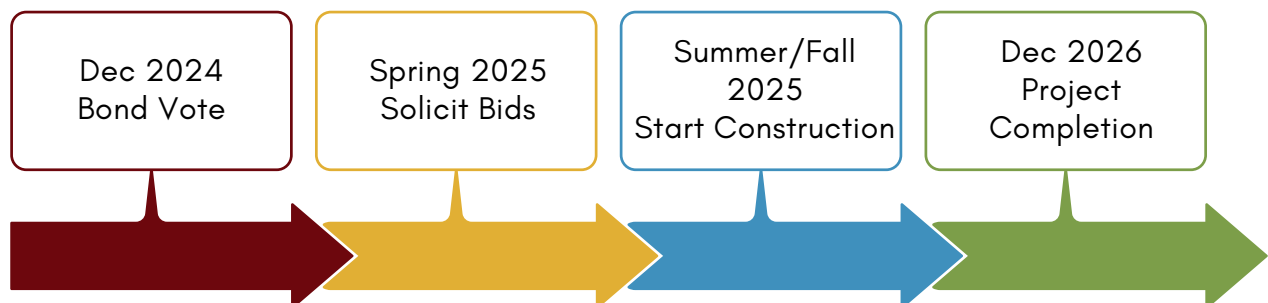 Dec 2024
Bond Vote
Spring 2025
Solicit Bids
Summer/Fall
2025
Start Construction
Dec 2026
Project
Completion